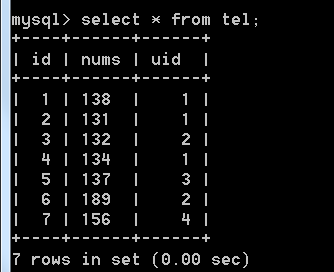 mysql> select * from tel;
+----+------+------+
| id | nums | uid  |
+----+------+------+
|  1 | 138  |    1 |
|  2 | 131  |    1 |
|  3 | 132  |    2 |
|  4 | 134  |    1 |
|  5 | 137  |    3 |
|  6 | 189  |    2 |
|  7 | 156  |    4 |
+----+------+------+
7 rows in set (0.00 sec)